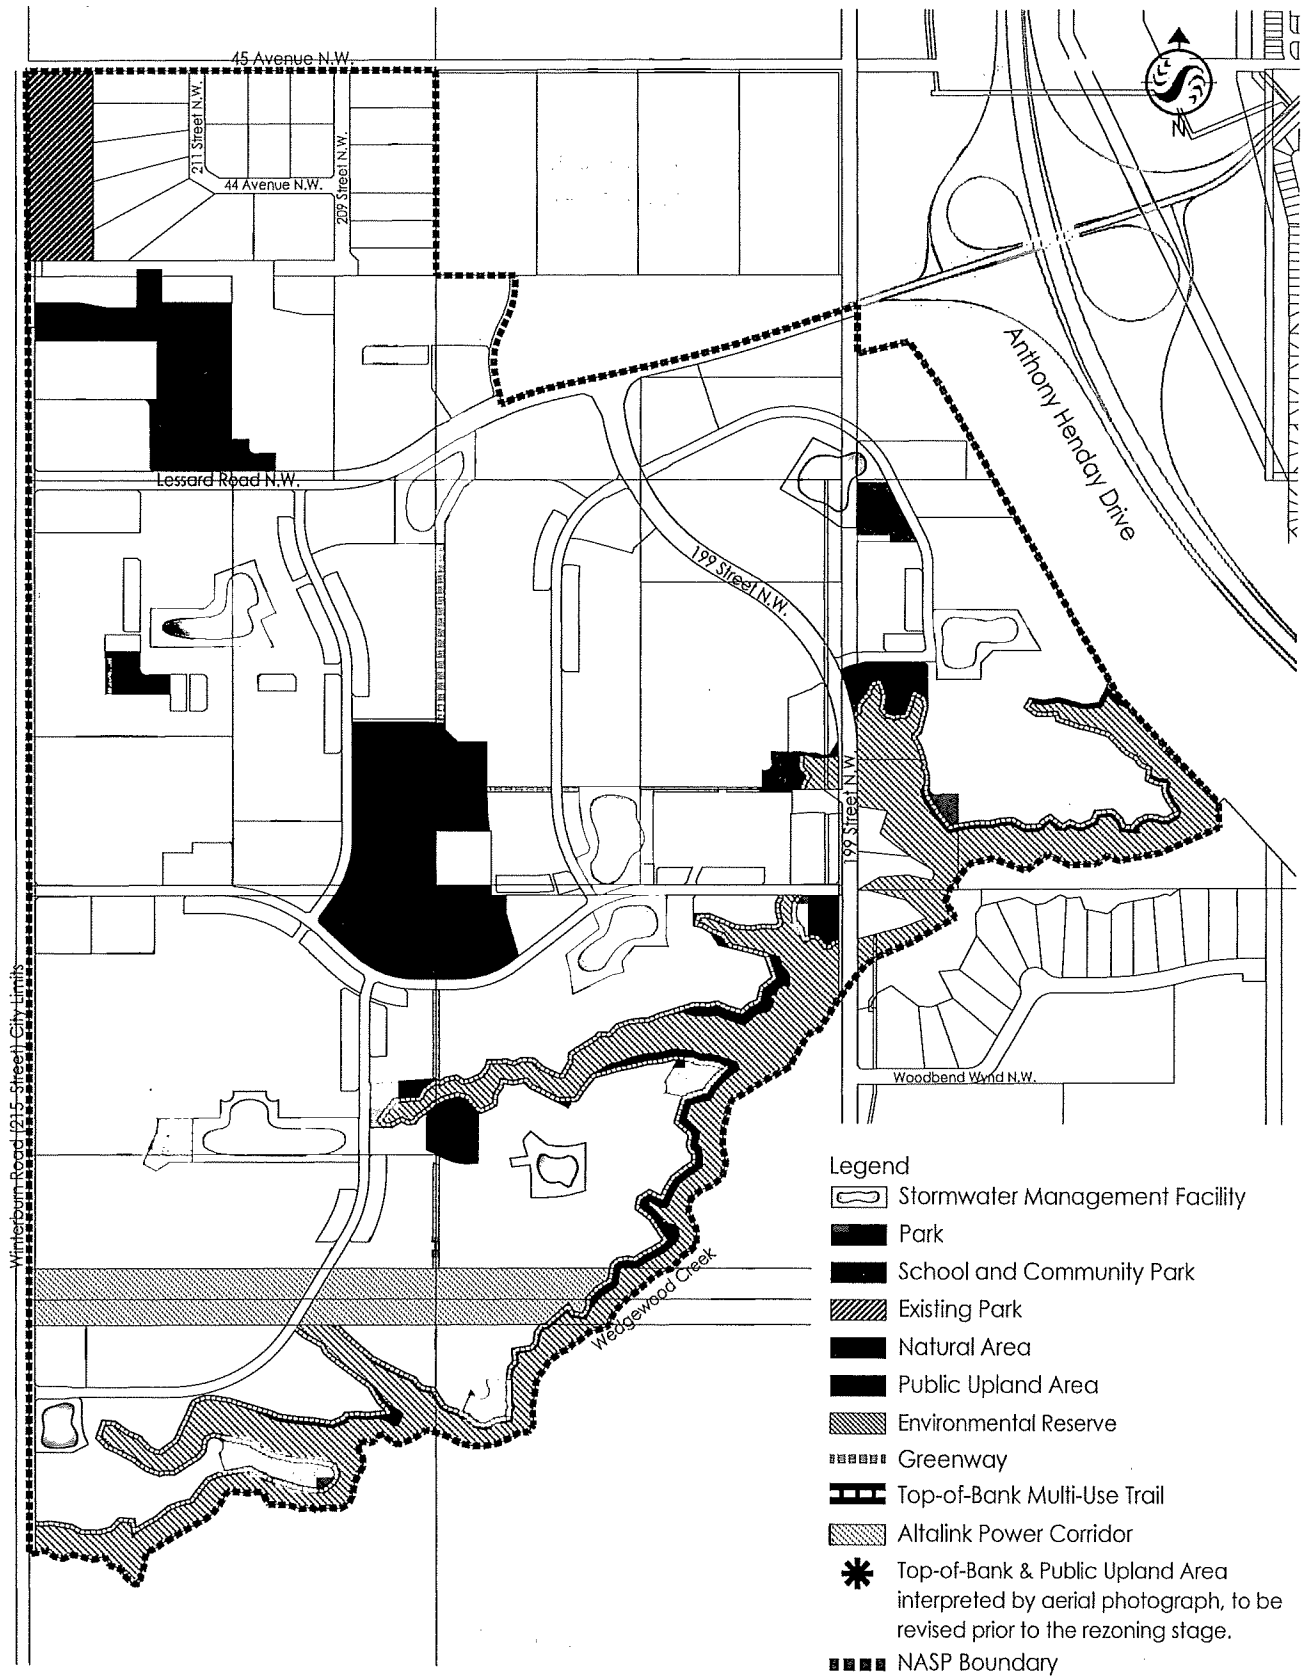 45 Avenue N.W.
211 Street N.W.
44 Avenue N.W.
209 Street N.W.
N
Anthony Henday Drive
Lessard Road N.W.
199 Street N.W.
199 Street N.W.
Winterburn Road (215 Street) City Limits
Woodbend Wynd N.W.
Wedgewood Creek
Legend
Stormwater Management Facility
Park
School and Community Park
Existing Park
Natural Area
Public Upland Area
Environmental Reserve
Greenway
Top-of-Bank Multi-Use Trail
Altalink Power Corridor
Top-of-Bank & Public Upland Area
interpreted by aerial photograph, to be
revised prior to the rezoning stage.
NASP Boundary